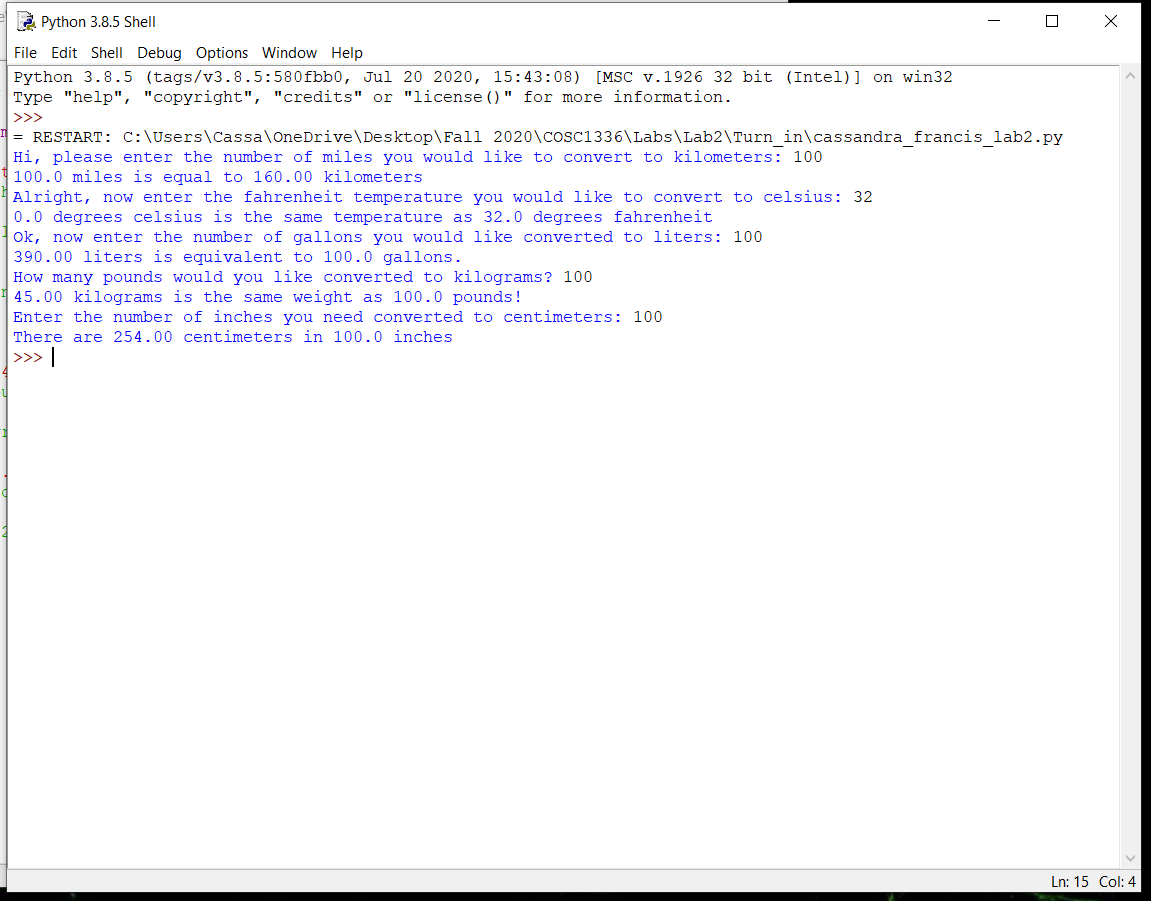 Python 3.8.5 Shell
File Edit Shell Debug Options Window Help
Python 3.8.5 (tags/v3.8.5:580fbb0, Jul 20 2020, 15:43:08) [MSC v.1926 32 bit (Intel)] on win32
Type "help", "copyright", "credits" or "license()" for more information.
>>>
= RESTART: C:\Users\Cassa\OneDrive\Desktop\Fall 2020\COSC1336\Labs\Lab2\Turn_in\cassandra_francis_lab2.py
Hi, please enter the number of miles you would like to convert to kilometers: 100
100.0 miles is equal to 160.00 kilometers
Alright, now enter the fahrenheit temperature you would like to convert to celsius: 32
0.0 degrees celsius is the same temperature as 32.0 degrees fahrenheit
Ok, now enter the number of gallons you would like converted to liters: 100
390.00 liters is equivalent to 100.0 gallons.
How many pounds would you like converted to kilograms? 100
45.00 kilograms is the same weight as 100.0 pounds!
Enter the number of inches you need converted to centimeters: 100
There are 254.00 centimeters in 100.0 inches
>>>
Ln: 15 Col: 4